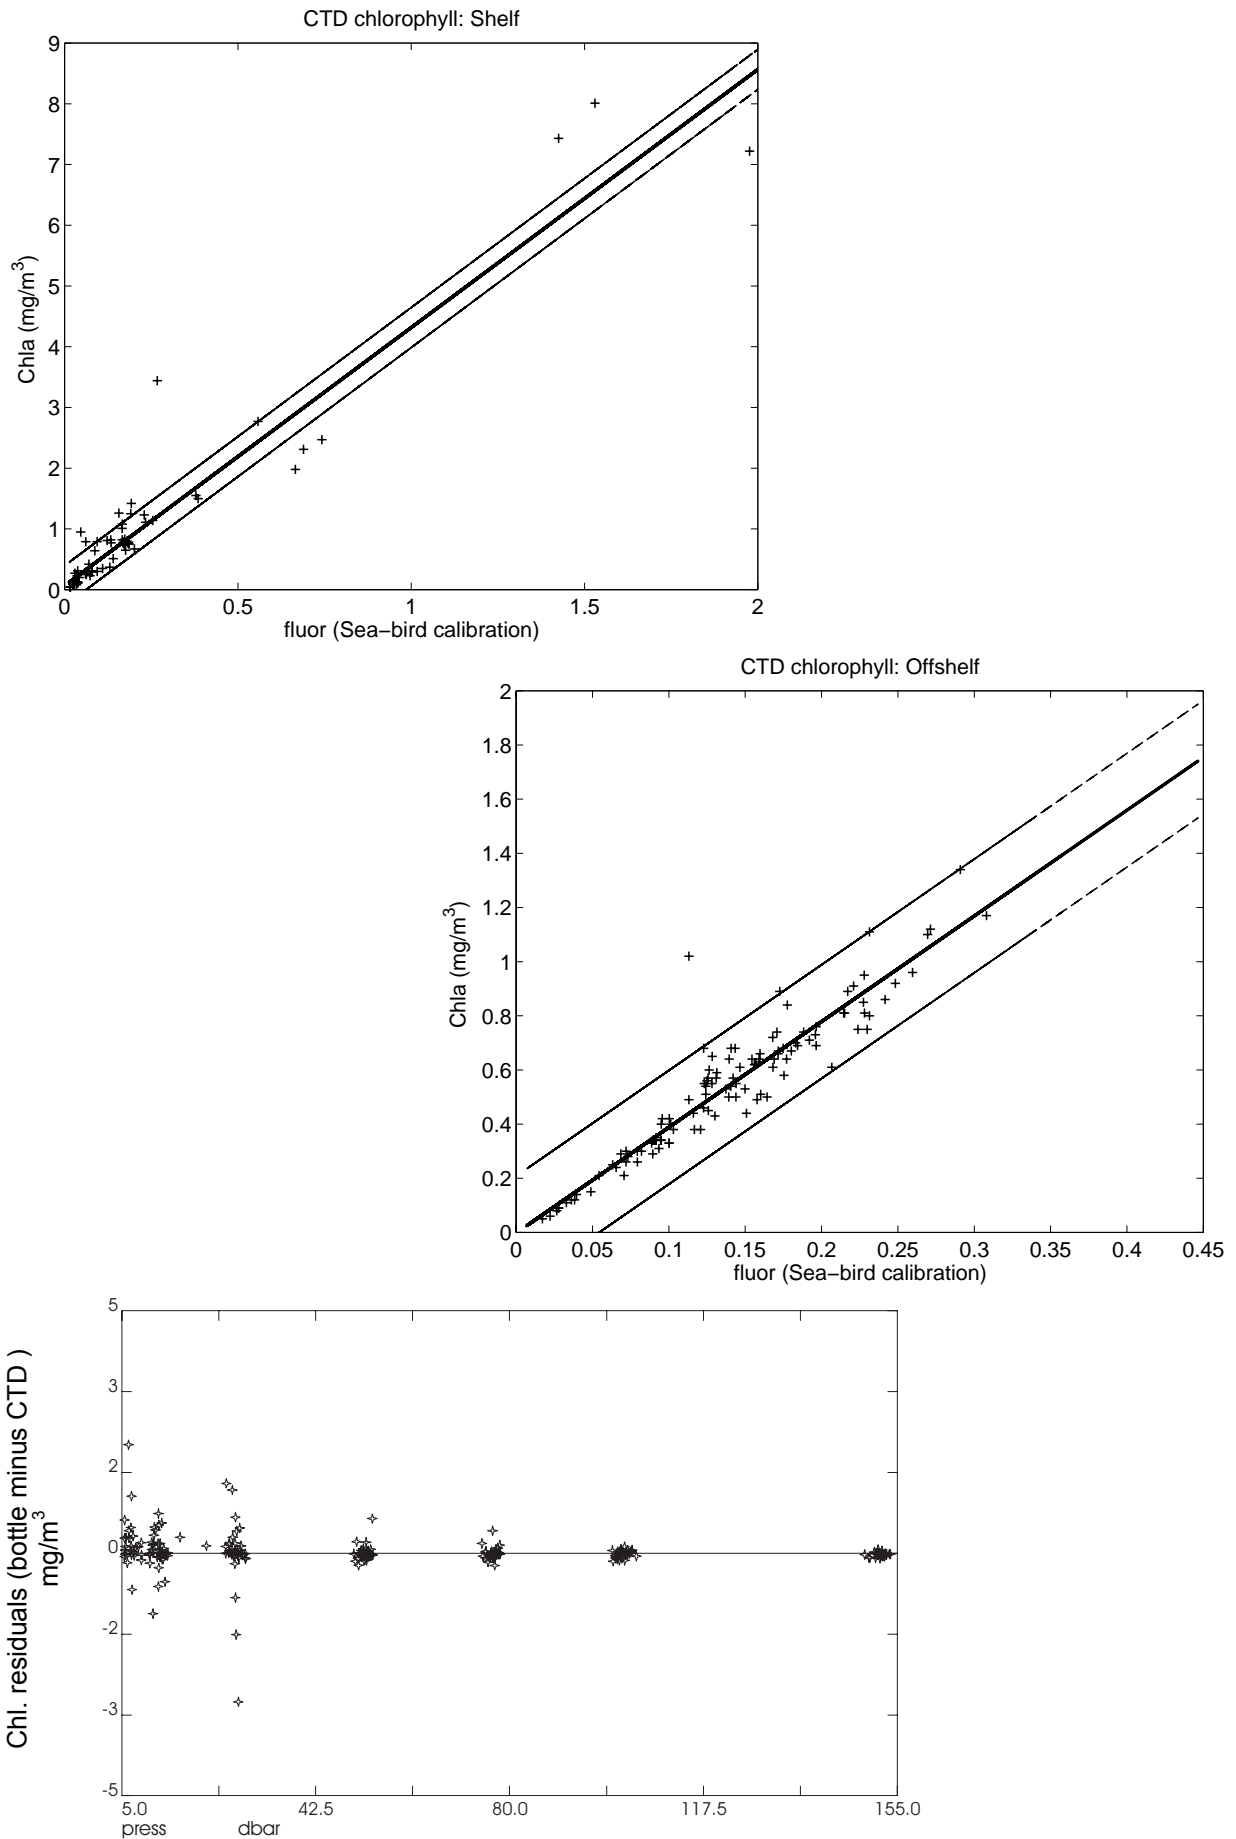 CTD chlorophyll: Shelf
9
8
7
6
5
4
3
2
1
0
Chla (mg/m3)
0 0.5 1 1.5 2
fluor (Sea−bird calibration)
CTD chlorophyll: Offshelf
2
1.8
1.6
1.4
1.2
1
0.8
0.6
0.4
0.2
0
Chla (mg/m3)
0 0.05 0.1 0.15 0.2 0.25 0.3 0.35 0.4 0.45
fluor (Sea−bird calibration)
5
3
2
0
-2
-3
-5
Chl. residuals (bottle minus CTD )
mg/m3
5.0 42.5 80.0 117.5 155.0
press dbar